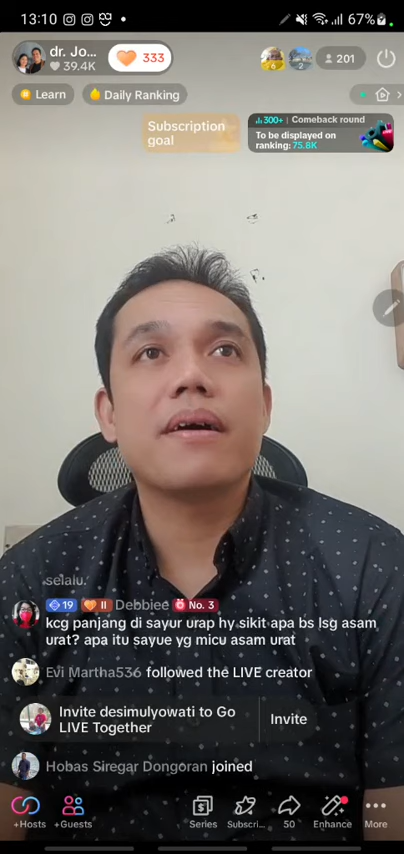 13:10
67%
dr. Jo...
39.4K
333
6
2
201
Learn
Daily Ranking
Subscription
goal
300+ | Comeback round
To be displayed on
ranking: 75.8K
selalu.
19 II Debbiee No. 3
kcg panjang di sayur urap hy sikit apa bs lsg asam
urat? apa itu sayue yg micu asam urat
Evi Martha536 followed the LIVE creator
Invite desimulyowati to Go
LIVE Together
Invite
Hobas Siregar Dongoran joined
+Hosts
+Guests
Series
Subscri...
50
Enhance
More